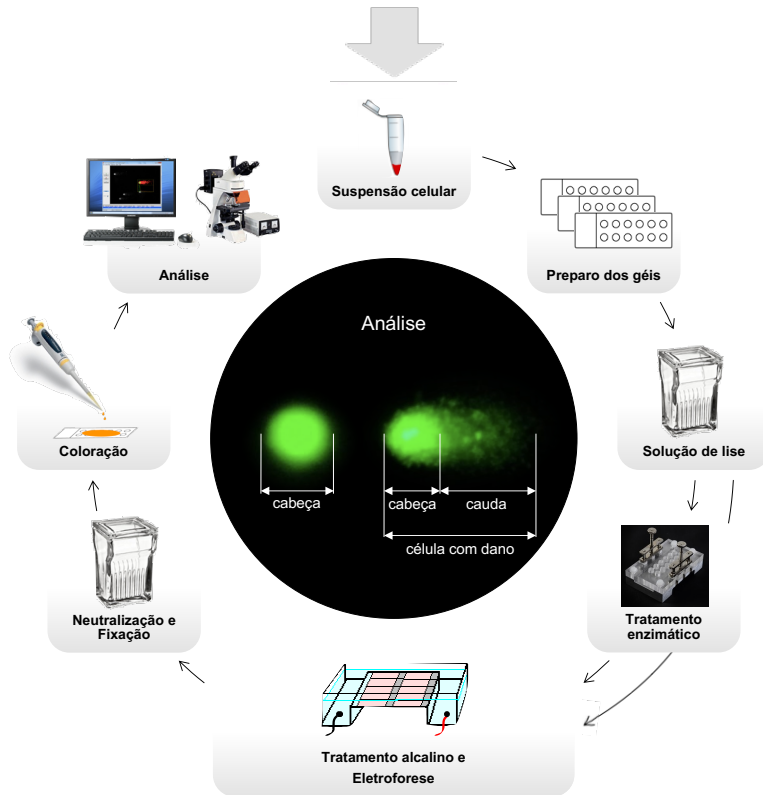 Suspensão celular
Preparo dos géis
Solução de lise
Tratamento
enzimático
Tratamento alcalino e
Eletroforese
Neutralização e
Fixação
Coloração
Análise
Análise
cabeça
cabeça
cauda
célula com dano